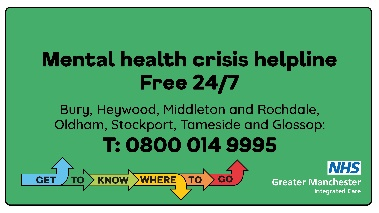 Mental health crisis helpline
Free 24/7
Bury, Heywood, Middleton and Rochdale,
Oldham, Stockport, Tameside and Glossop:
T: 0800 014 9995
GET TO KNOW WHERE TO GO
NHS
Greater Manchester
Integrated Care